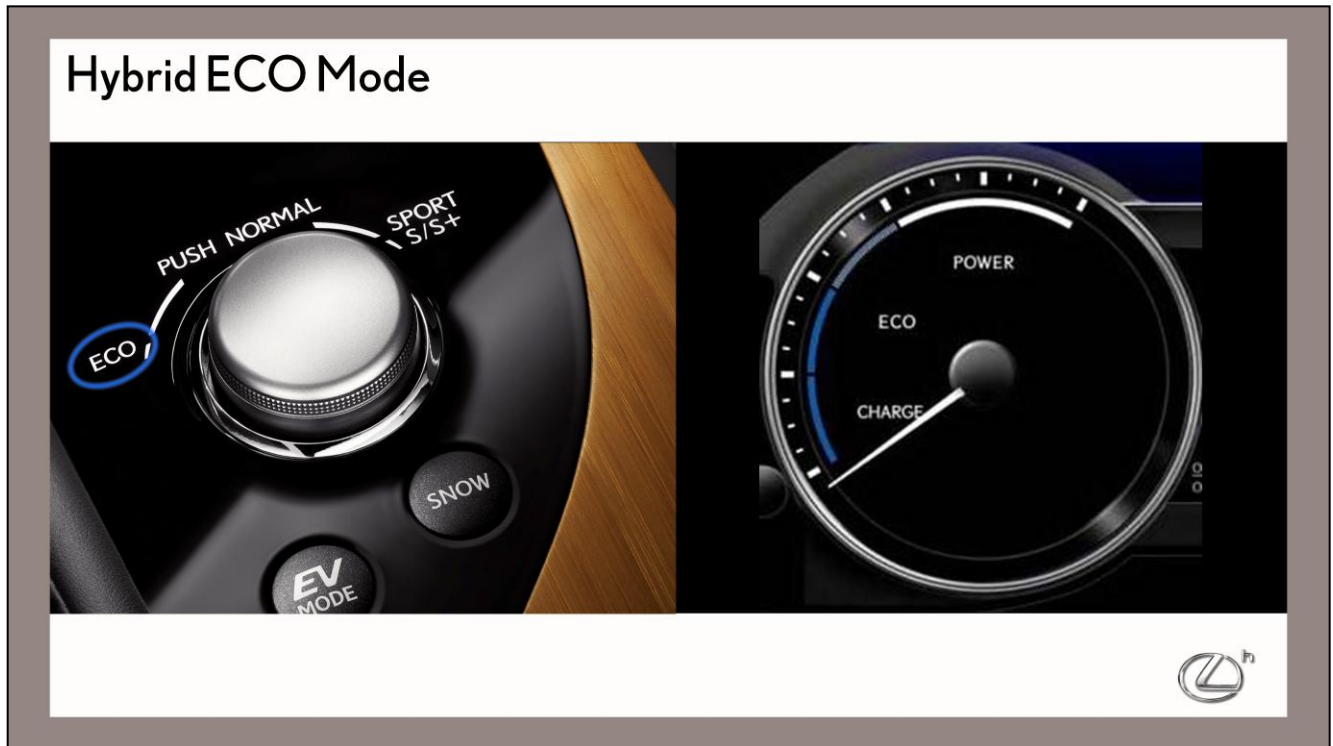 Hybrid ECO Mode
PUSH NORMAL
SPORT
S/S+
ECO
SNOW
EV
MODE
POWER
ECO
CHARGE
h